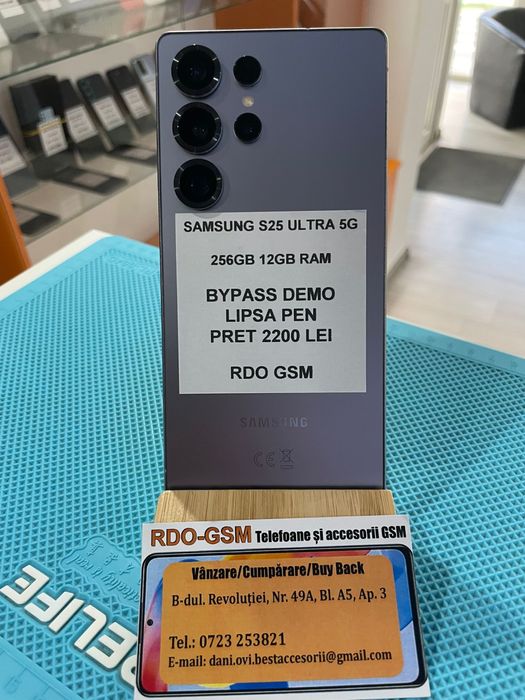 SAMSUNG S25 ULTRA 5G
256GB 12GB RAM
BYPASS DEMO
LIPSA PEN
PRET 2200 LEI
RDO GSM
SAMSUNG
CE
RDO-GSM Telefoane și accesorii GSM
Vânzare/Cumpărare/Buy Back
B-dul. Revoluției, Nr. 49A, Bl. A5, Ap. 3
Tel.: 0723 253821
E-mail: dani.ovi.bestaccesorii@gmail.com
RELIFE